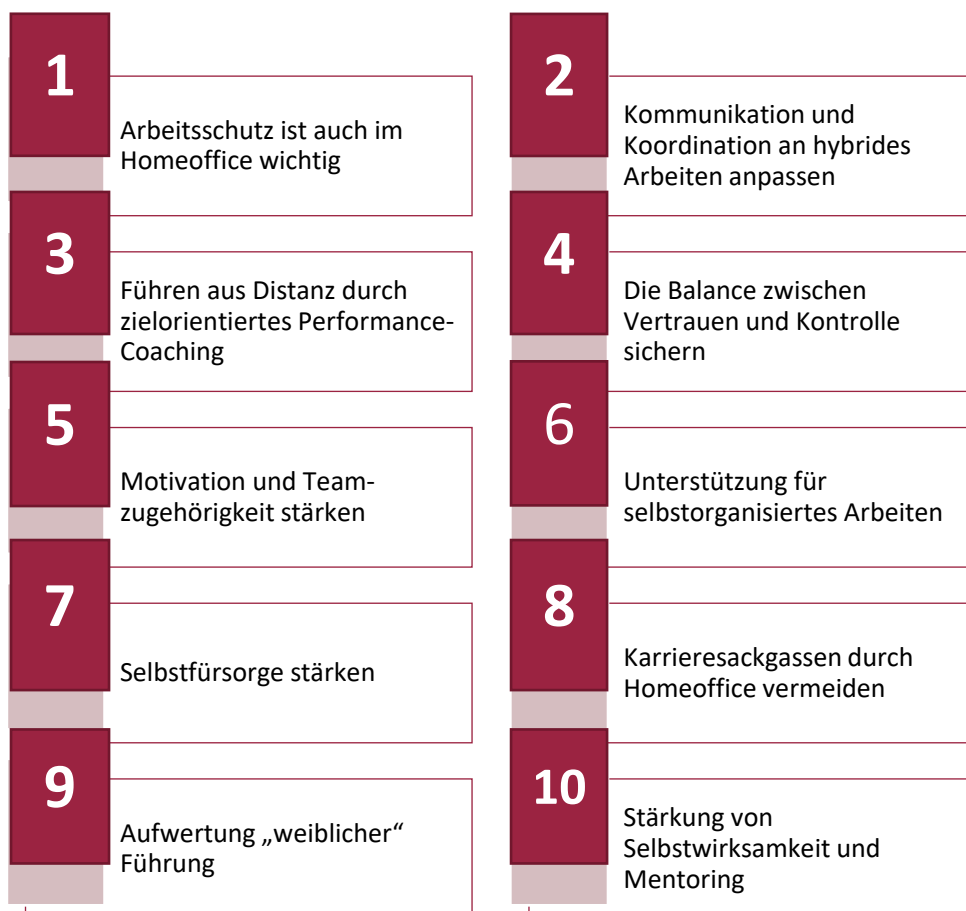 1
Arbeitsschutz ist auch im
Homeoffice wichtig
2
Kommunikation und
Koordination an hybrides
Arbeiten anpassen
3
Führen aus Distanz durch
zielorientiertes Performance-
Coaching
4
Die Balance zwischen
Vertrauen und Kontrolle
sichern
5
Motivation und Team-
zugehörigkeit stärken
6
Unterstützung für
selbstorganisiertes Arbeiten
7
Selbstfürsorge stärken
8
Karrieresackgassen durch
Homeoffice vermeiden
9
Aufwertung „weiblicher“
Führung
10
Stärkung von
Selbstwirksamkeit und
Mentoring